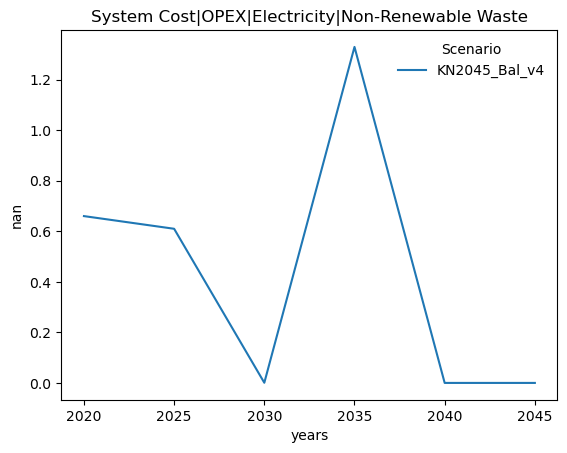 System Cost|OPEX|Electricity|Non-Renewable Waste
Scenario
KN2045_Bal_v4
1.2
1.0
0.8
0.6
0.4
0.2
0.0
nan
2020 2025 2030 2035 2040 2045
years